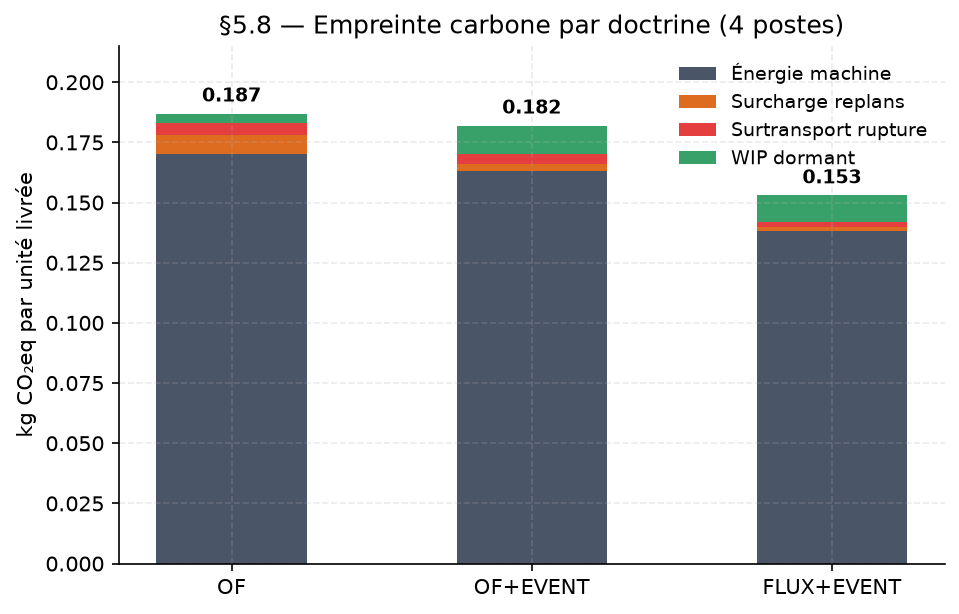 §5.8 — Empreinte carbone par doctrine (4 postes)
kg CO₂eq par unité livrée
0.200
0.175
0.150
0.125
0.100
0.075
0.050
0.025
0.000
0.187
0.182
0.153
Énergie machine
Surcharge replans
Surtransport rupture
WIP dormant
OF
OF+EVENT
FLUX+EVENT